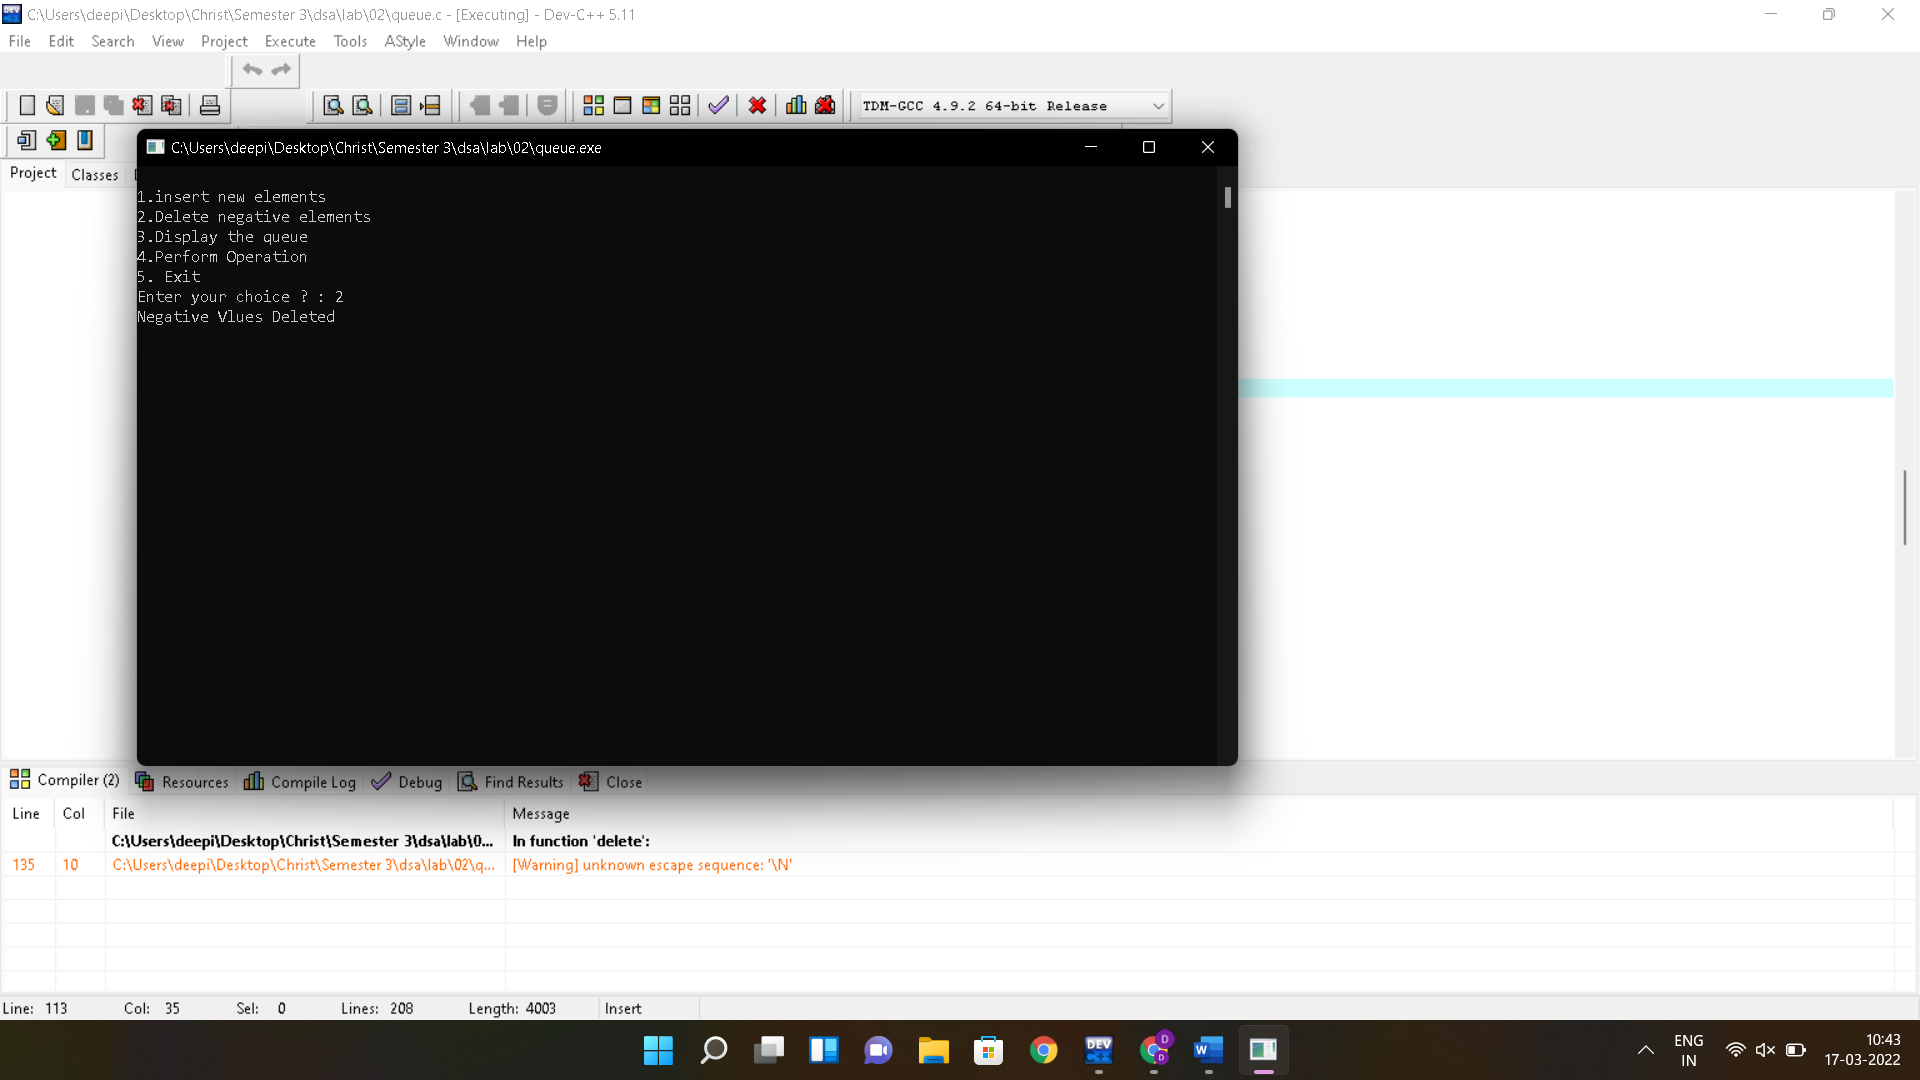 C:\Users\deepi\Desktop\Christ\Semester 3\dsa\lab\02\queue.c - [Executing] - Dev-C++ 5.11
File Edit Search View Project Execute Tools AStyle Window Help
TDM-GCC 4.9.2 64-bit Release
C:\Users\deepi\Desktop\Christ\Semester 3\dsa\lab\02\queue.exe
Project Classes
1.insert new elements
2.Delete negative elements
3.Display the queue
4.Perform Operation
5. Exit
Enter your choice ? : 2
Negative Vlues Deleted
Compiler (2) Resources Compile Log Debug Find Results Close
Line Col File Message
C:\Users\deepi\Desktop\Christ\Semester 3\dsa\lab\0... In function 'delete':
135 10 C:\Users\deepi\Desktop\Christ\Semester 3\dsa\lab\02\q... [Warning] unknown escape sequence: '\N'
Line: 113 Col: 35 Sel: 0 Lines: 208 Length: 4003 Insert
DEV
D
D
W
ENG
IN
10:43
17-03-2022